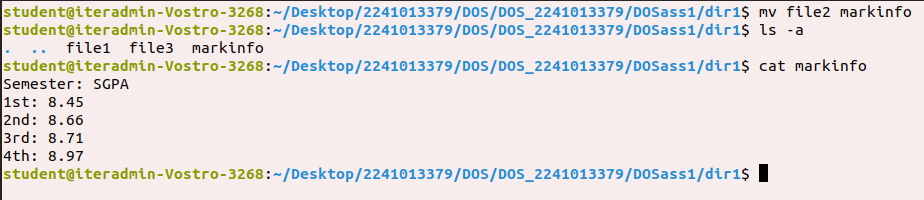 student@iteradmin-Vostro-3268:~/Desktop/2241013379/DOS/DOS_2241013379/DOSass1/dir1$ mv file2 markinfo
student@iteradmin-Vostro-3268:~/Desktop/2241013379/DOS/DOS_2241013379/DOSass1/dir1$ ls -a
.  ..  file1  file3  markinfo
student@iteradmin-Vostro-3268:~/Desktop/2241013379/DOS/DOS_2241013379/DOSass1/dir1$ cat markinfo
Semester: SGPA
1st: 8.45
2nd: 8.66
3rd: 8.71
4th: 8.97
student@iteradmin-Vostro-3268:~/Desktop/2241013379/DOS/DOS_2241013379/DOSass1/dir1$